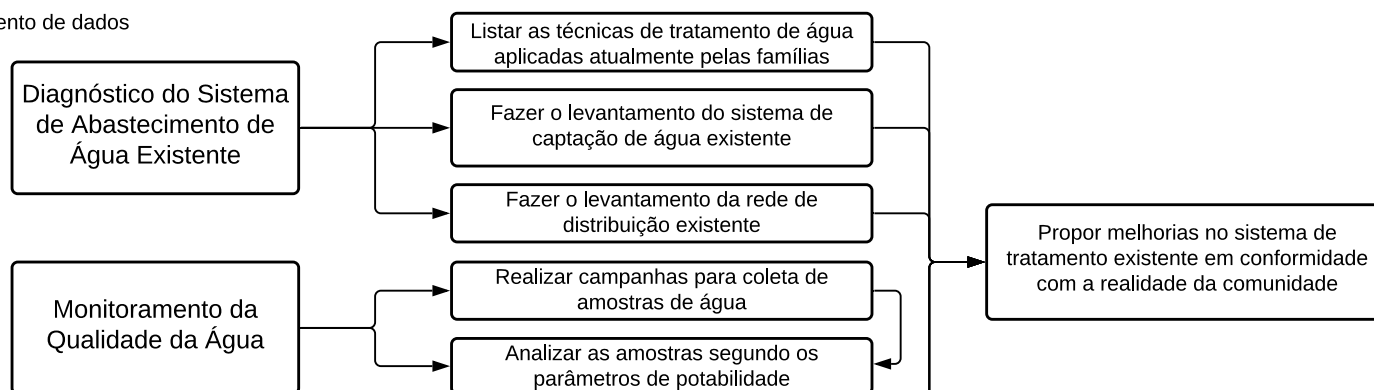 ento de dados
Diagnóstico do Sistema
de Abastecimento de
Água Existente
Listar as técnicas de tratamento de água
aplicadas atualmente pelas famílias
Fazer o levantamento do sistema de
captação de água existente
Fazer o levantamento da rede de
distribuição existente
Monitoramento da
Qualidade da Água
Realizar campanhas para coleta de
amostras de água
Analizar as amostras segundo os
parâmetros de potabilidade
Propor melhorias no sistema de
tratamento existente em conformidade
com a realidade da comunidade